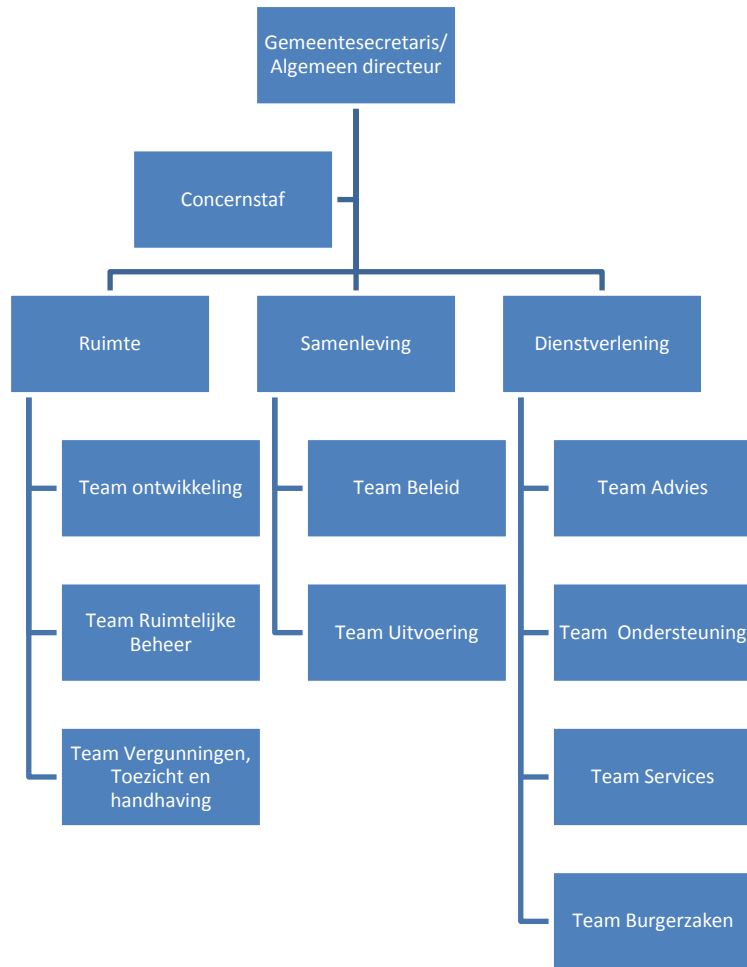 Gemeentesecretaris/
Algemeen directeur
Concernstaf
Ruimte
Samenleving
Dienstverlening
Team ontwikkeling
Team Beleid
Team Advies
Team Ruimtelijke
Beheer
Team Uitvoering
Team  Ondersteuning
Team Vergunningen,
Toezicht en
handhaving
Team Services
Team Burgerzaken